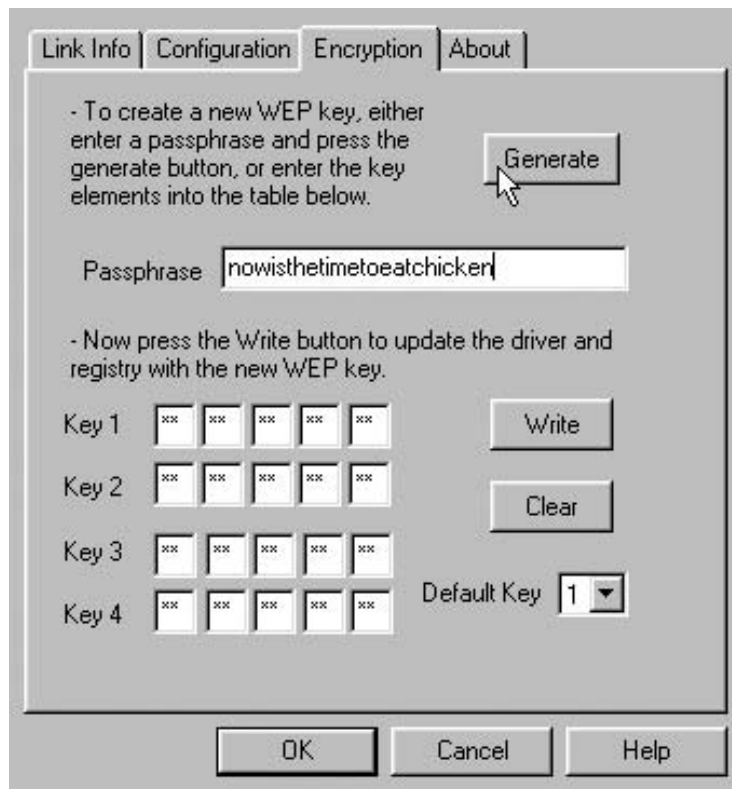 Link Info Configuration Encryption About
- To create a new WEP key, either
enter a passphrase and press the
generate button, or enter the key
elements into the table below.
Generate
Passphrase nowisthetimetoeatchicken
- Now press the Write button to update the driver and
registry with the new WEP key.
Key 1 ** ** ** ** **
Write
Key 2 ** ** ** ** **
Clear
Key 3 ** ** ** ** **
Default Key 1
Key 4 ** ** ** ** **
OK Cancel Help